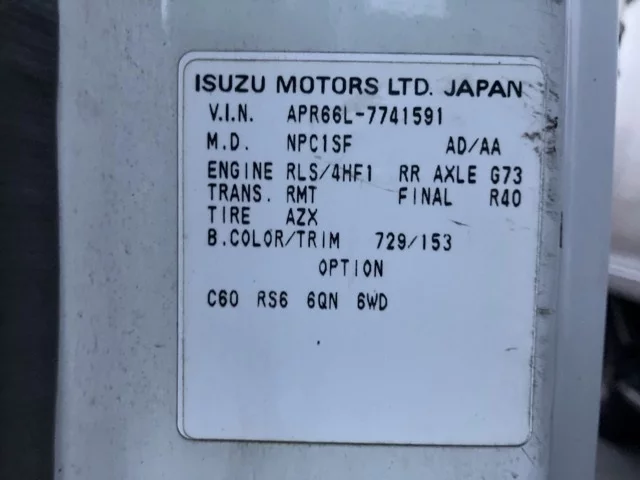 ISUZU MOTORS LTD. JAPAN
V.I.N. APR66L-7741591
M.D. NPC1SF AD/AA
ENGINE RLS/4HF1 RR AXLE G73
TRANS. RMT FINAL R40
TIRE AZX
B.COLOR/TRIM 729/153
OPTION
C60 RS6 6QN 6WD